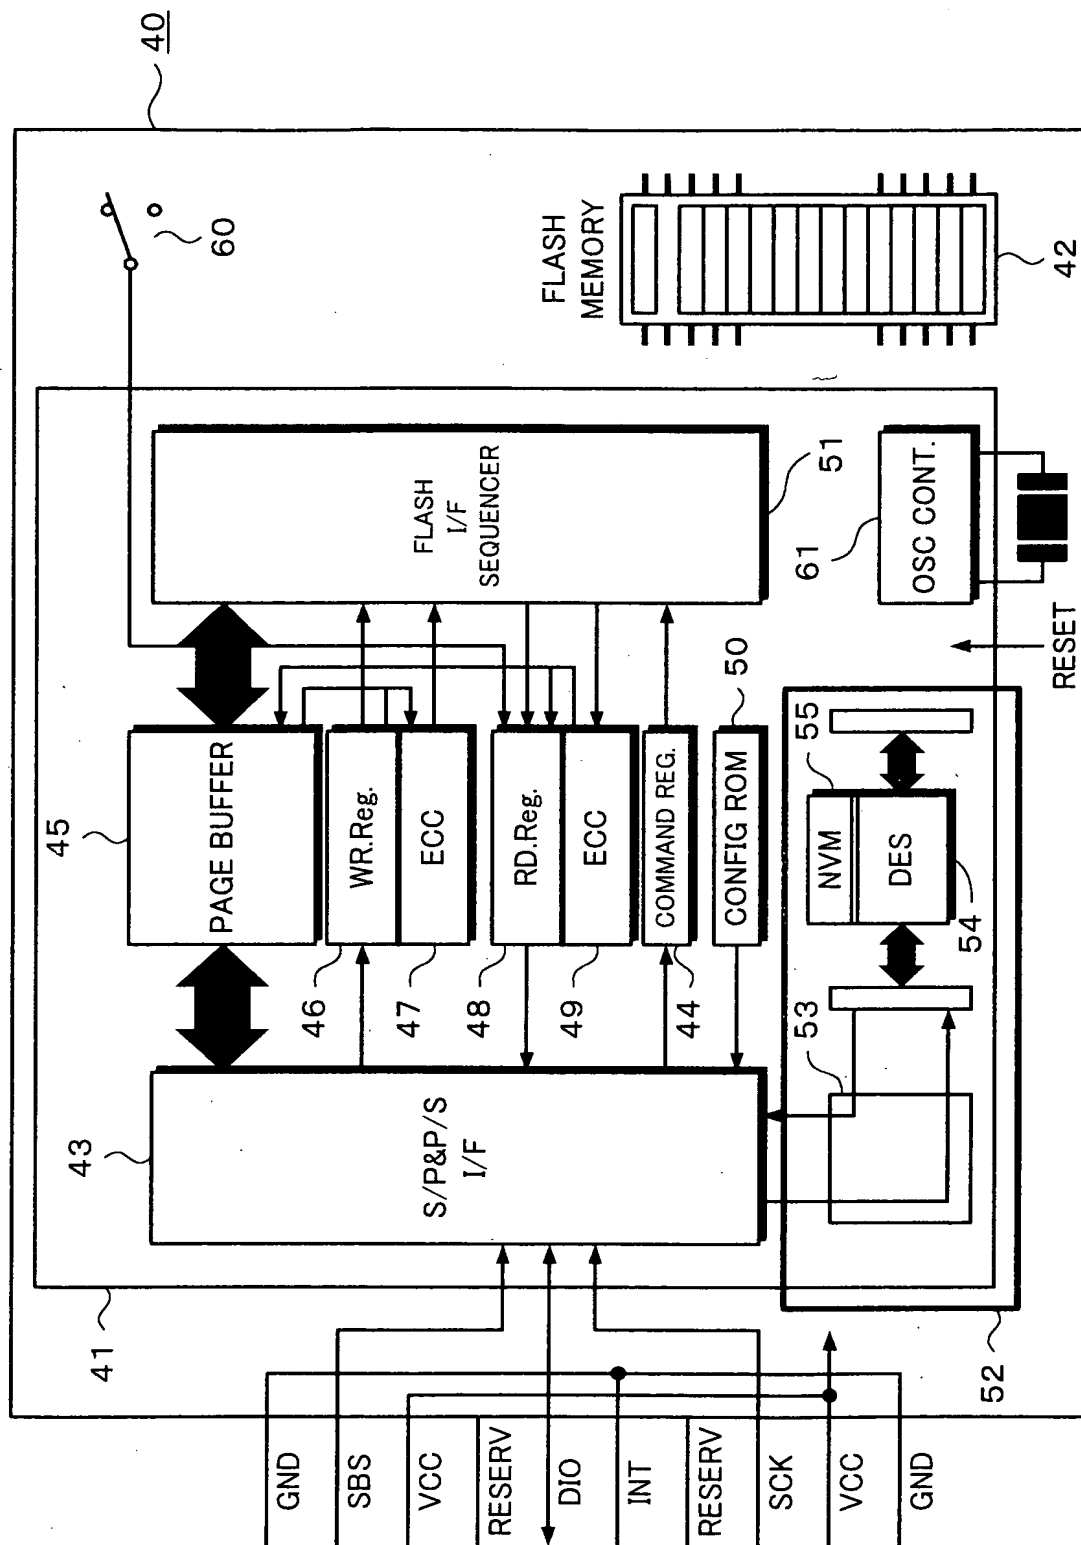 40
60
FLASH
MEMORY
42
FLASH
I/F
SEQUENCER
51
61
OSC CONT.
RESET
45
PAGE BUFFER
46
WR.Reg.
47
ECC
48
RD.Reg.
49
ECC
44
COMMAND REG.
50
CONFIG ROM
55
NVM
DES
54
53
43
S/P&P/S
I/F
41
52
GND
SBS
VCC
RESERV
DIO
INT
RESERV
SCK
VCC
GND